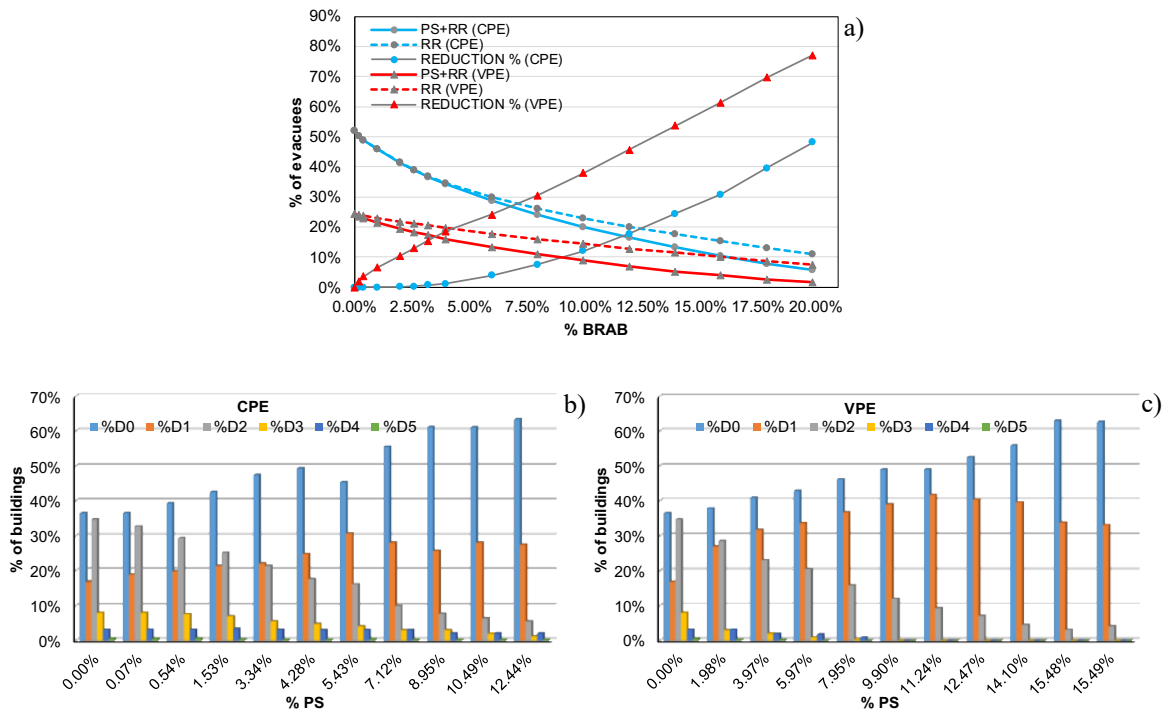 a)
90%
80%
70%
60%
50%
40%
30%
20%
10%
0%
% of evacuees
PS+RR (CPE)
RR (CPE)
REDUCTION % (CPE)
PS+RR (VPE)
RR (VPE)
REDUCTION % (VPE)
0.00% 2.50% 5.00% 7.50% 10.00% 12.50% 15.00% 17.50% 20.00%
% BRAB
b)
CPE
%D0 %D1 %D2 %D3 %D4 %D5
70%
60%
50%
40%
30%
20%
10%
0%
% of buildings
0.00% 0.07% 0.54% 1.53% 3.34% 4.28% 5.43% 7.12% 8.95% 10.49% 12.44%
% PS
c)
VPE
%D0 %D1 %D2 %D3 %D4 %D5
70%
60%
50%
40%
30%
20%
10%
0%
% of buildings
0.00% 1.98% 3.97% 5.97% 7.95% 9.90% 11.24% 12.47% 14.10% 15.48% 15.49%
% PS